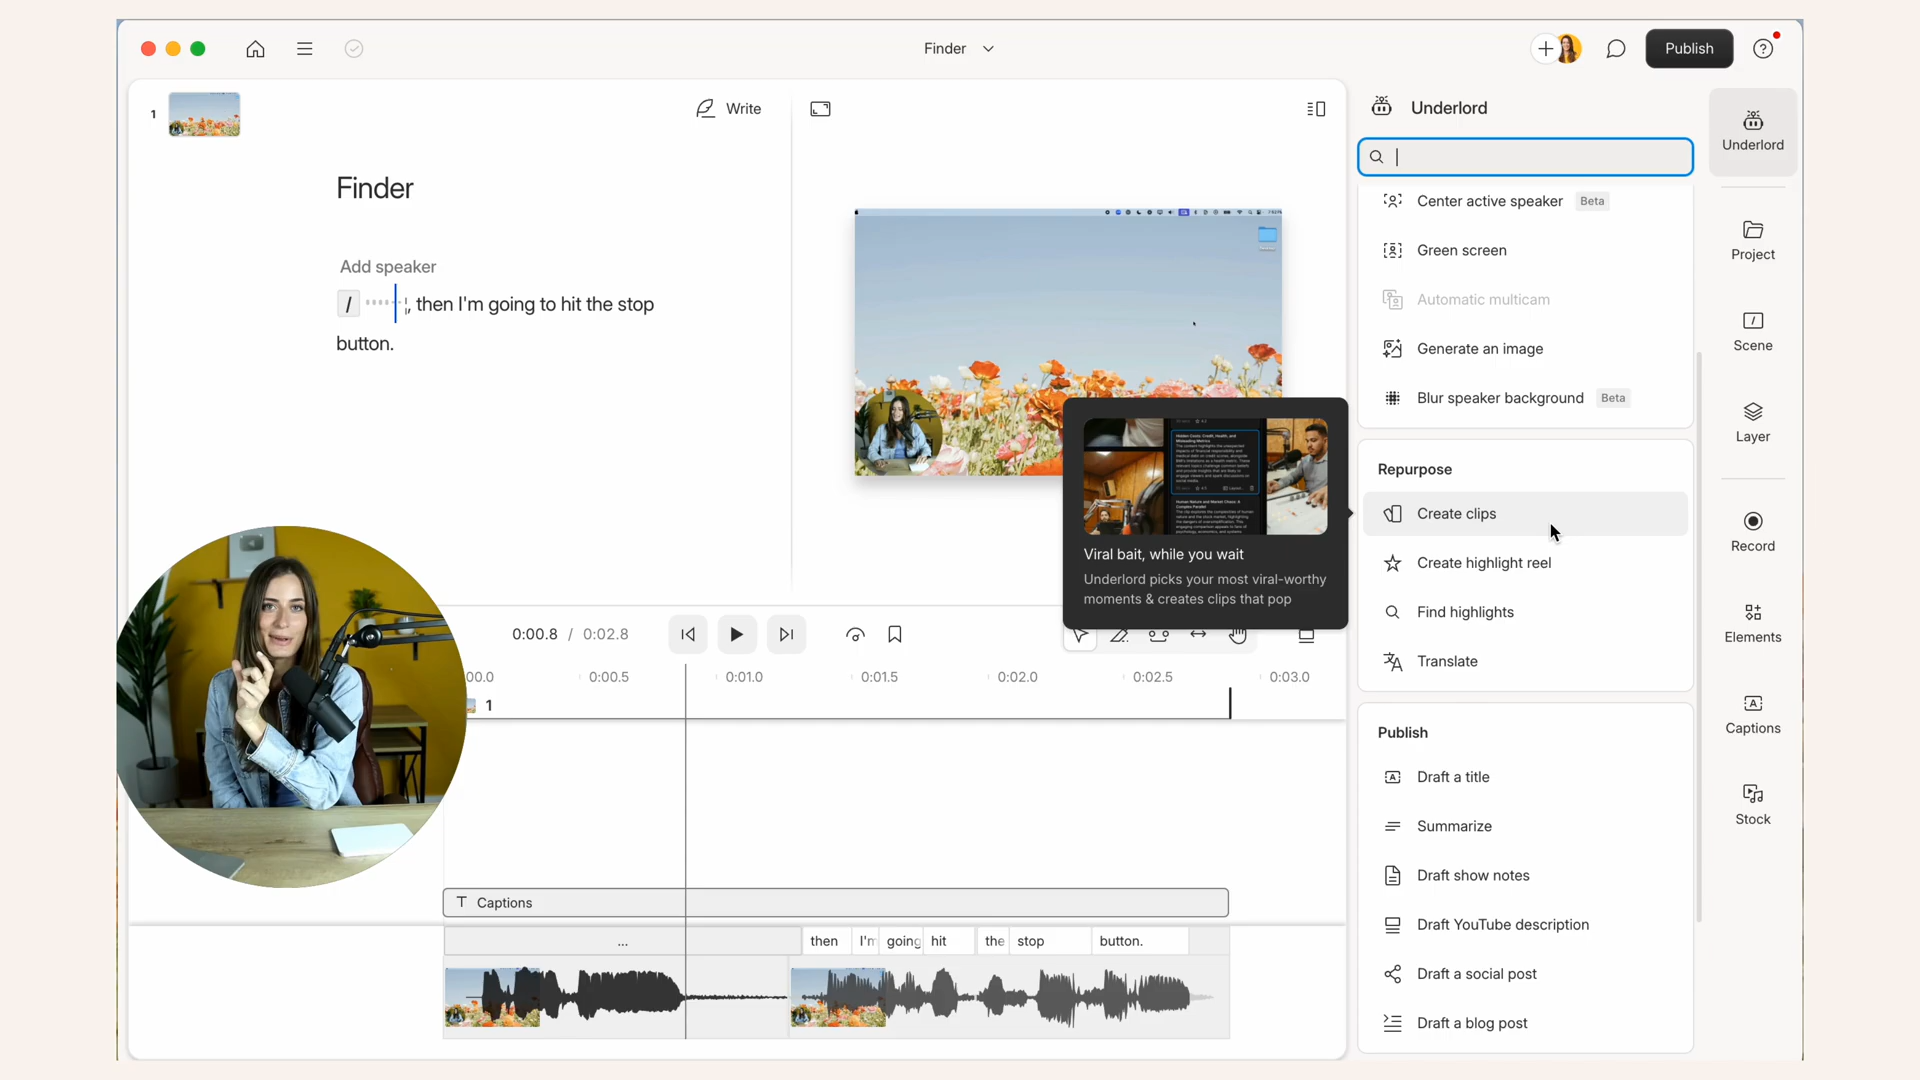 Finder
Publish
1
Write
Finder
Add speaker
/ , then I'm going to hit the stop
button.
Underlord
Center active speaker Beta
Green screen
Automatic multicam
Generate an image
Blur speaker background Beta
Repurpose
Create clips
Create highlight reel
Find highlights
Translate
Publish
Draft a title
Summarize
Draft show notes
Draft YouTube description
Draft a social post
Draft a blog post
Underlord
Project
Scene
Layer
Record
Elements
Captions
Stock
Viral bait, while you wait
Underlord picks your most viral-worthy
moments & creates clips that pop
0:00.8 / 0:02.8
00.0 0:00.5 0:01.0 0:01.5 0:02.0 0:02.5 0:03.0
1
T Captions
... then I'm going hit the stop button.